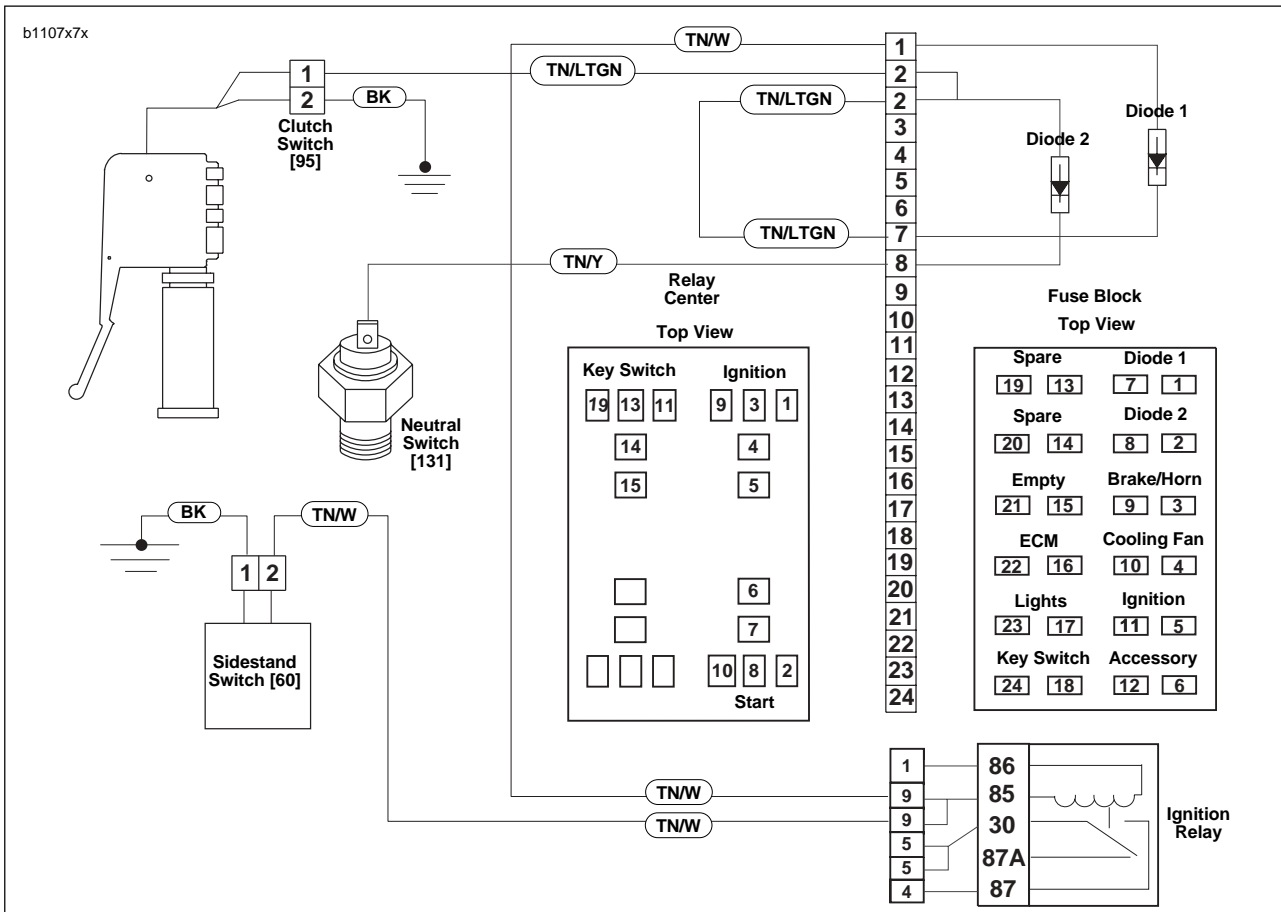 b1107x7x
TN/W
1
TN/LTGN
2
1
2
BK
Clutch
Switch
[95]
TN/LTGN
2
3
4
5
6
TN/LTGN
7
TN/Y
8
9
10
11
12
13
14
15
16
17
18
19
20
21
22
23
24
Diode 1
Diode 2
Neutral
Switch
[131]
BK
TN/W
1 2
Sidestand
Switch [60]
Relay
Center
Top View
Key Switch Ignition
19 13 11 9 3 1
14 4
15 5
6
7
10 8 2
Start
Fuse Block
Top View
Spare Diode 1
19 13 7 1
Spare Diode 2
20 14 8 2
Empty Brake/Horn
21 15 9 3
ECM Cooling Fan
22 16 10 4
Lights Ignition
23 17 11 5
Key Switch Accessory
24 18 12 6
TN/W
TN/W
1 86
9 85
9 30
5 87A
5
4 87
Ignition
Relay